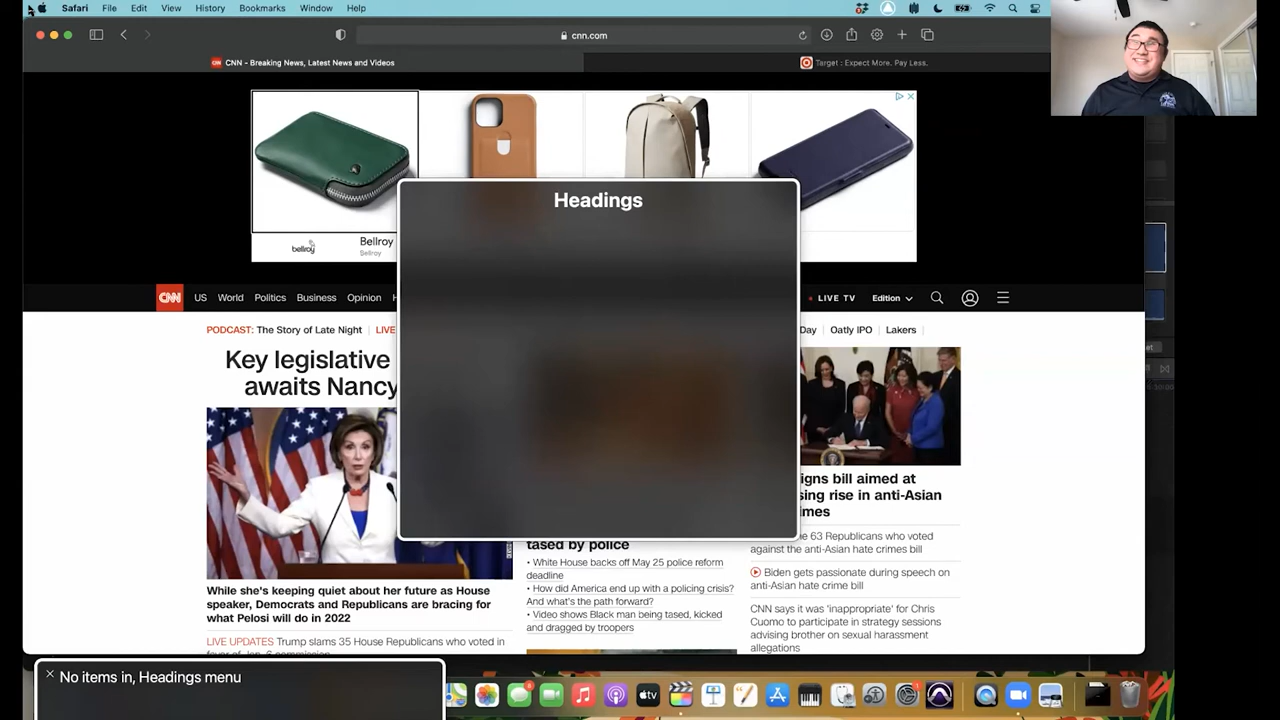 Safari File Edit View History Bookmarks Window Help
cnn.com
CNN - Breaking News, Latest News and Videos
Target : Expect More. Pay Less.
Headings
bellroy
Bellroy
Bellroy
CNN US World Politics Business Opinion
LIVE TV Edition
PODCAST: The Story of Late Night LIVE
Day Oatly IPO Lakers
Key legislative
awaits Nancy
While she's keeping quiet about her future as House
speaker, Democrats and Republicans are bracing for
what Pelosi will do in 2022
LIVE UPDATES Trump slams 35 House Republicans who voted in
tased by police
• White House backs off May 25 police reform
deadline
• How did America end up with a policing crisis?
And what's the path forward?
• Video shows Black man being tased, kicked
and dragged by troopers
igns bill aimed at
sing rise in anti-Asian
imes
63 Republicans who voted
against the anti-Asian hate crimes bill
Biden gets passionate during speech on
anti-Asian hate crime bill
CNN says it was 'inappropriate' for Chris
Cuomo to participate in strategy sessions
advising brother on sexual harassment
allegations
No items in, Headings menu
tv